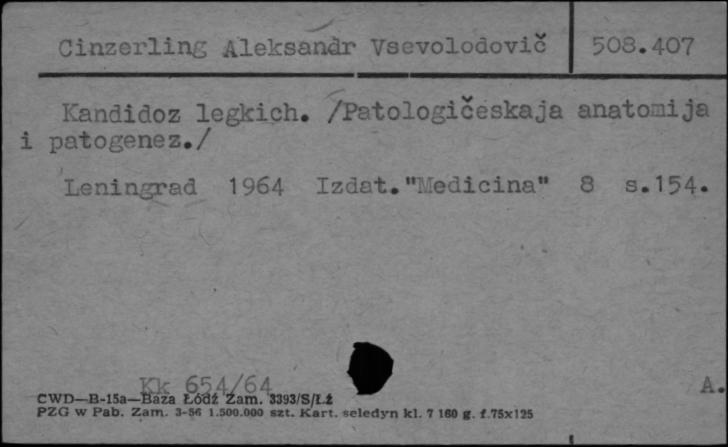 Cinzerling Aleksandr Vsevolodovič 508.407
Kandidoz legkich. /Patologičeskaja anatomija
i patogenez./
Leningrad 1964 Izdat."Medicina" 8 s.154.
Kk 654/64 A.
CWD—B-15a—Baza Łódź Zam. 3393/S/Łż
PZG w Pab. Zam. 3-56 1.500.000 szt. Kart. seledyn kl. 7 160 g. f.75x125